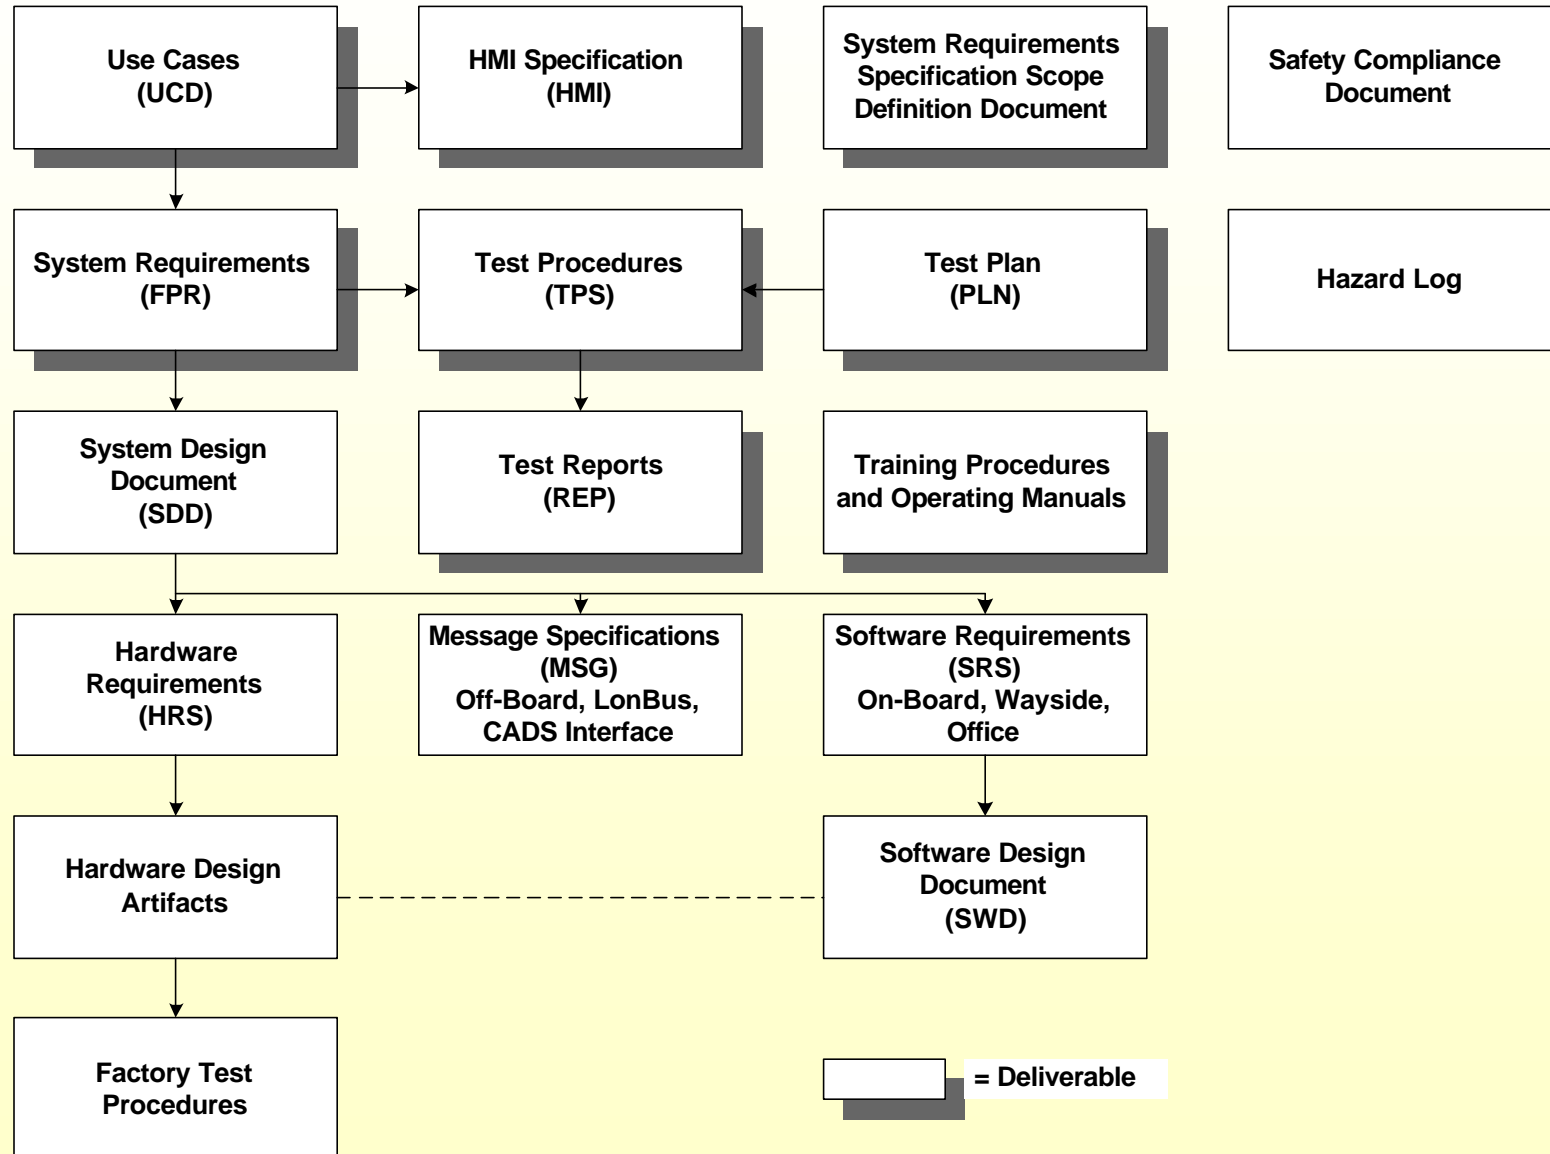 Use Cases
(UCD)
HMI Specification
(HMI)
System Requirements
Specification Scope
Definition Document
Safety Compliance
Document
System Requirements
(FPR)
Test Procedures
(TPS)
Test Plan
(PLN)
Hazard Log
System Design
Document
(SDD)
Test Reports
(REP)
Training Procedures
and Operating Manuals
Hardware
Requirements
(HRS)
Message Specifications
(MSG)
Off-Board, LonBus,
CADS Interface
Software Requirements
(SRS)
On-Board, Wayside,
Office
Hardware Design
Artifacts
Software Design
Document
(SWD)
Factory Test
Procedures
= Deliverable